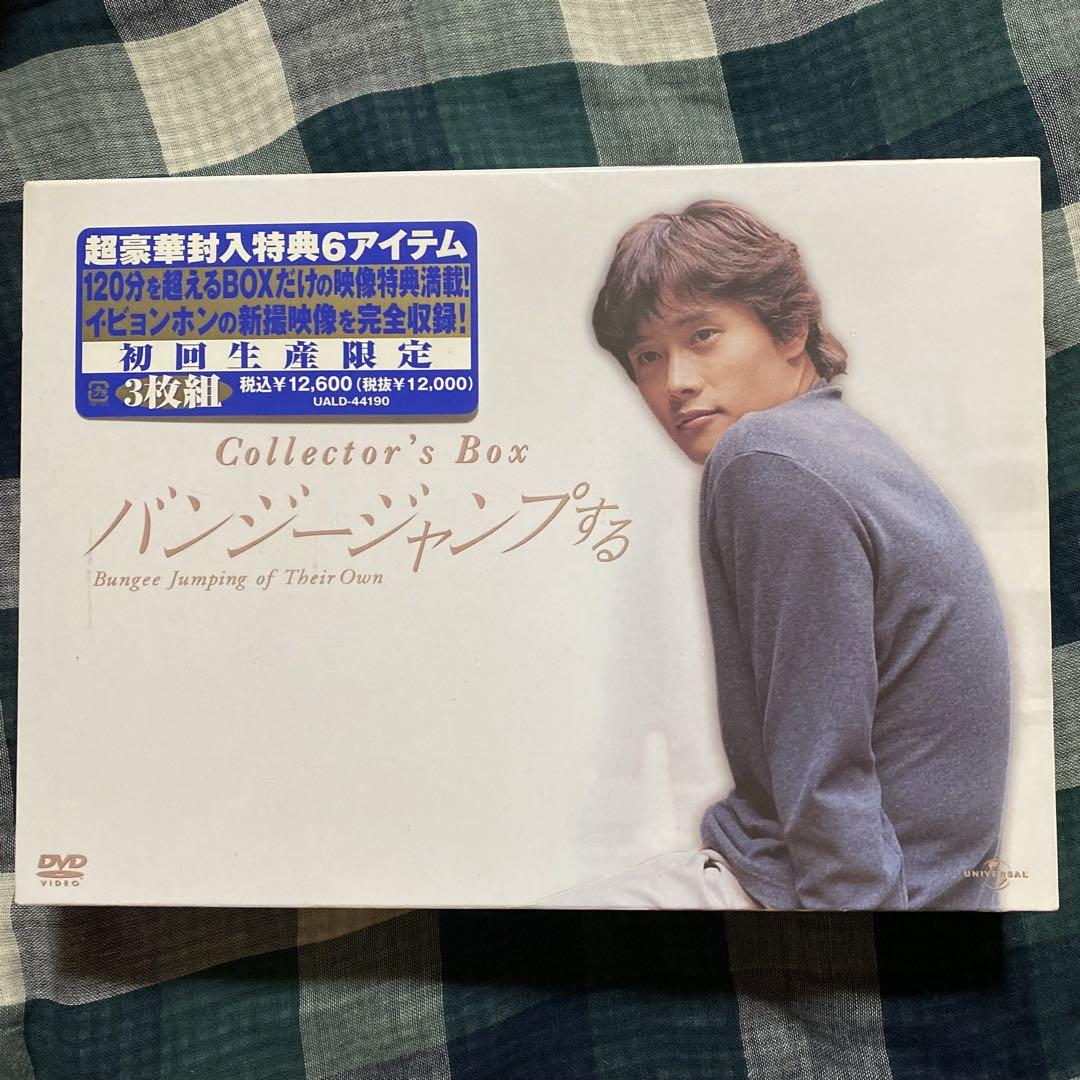 超豪華封入特典6アイテム
120分を超えるBOXだけの映像特典満載!
イ・ビョンホンの新撮映像を完全収録!
初回生産限定
3枚組 税込¥12,600(税抜¥12,000)
UALD-44190
Collector's Box
バンジージャンプする
Bungee Jumping of Their Own
DVD
VIDEO
UNIVERSAL